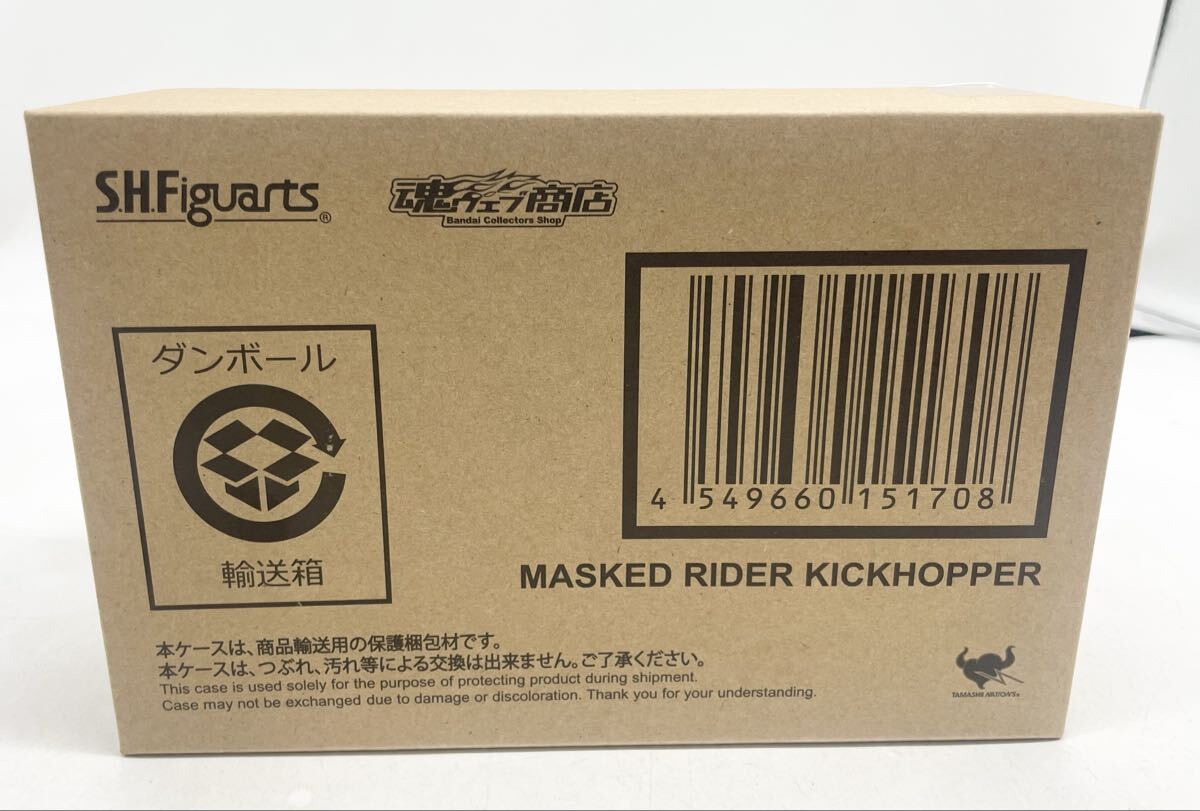 S.H.Figuarts®
魂ウェブ商店
Bandai Collectors Shop
4 549660 151708
ダンボール
輸送箱
MASKED RIDER KICKHOPPER
本ケースは、商品輸送用の保護梱包材です。
本ケースは、つぶれ、汚れ等による交換は出来ません。ご了承ください。
This case is used solely for the purpose of protecting product during shipment.
Case may not be exchanged due to damage or discoloration. Thank you for your understanding.
TAMASHII NATIONS®